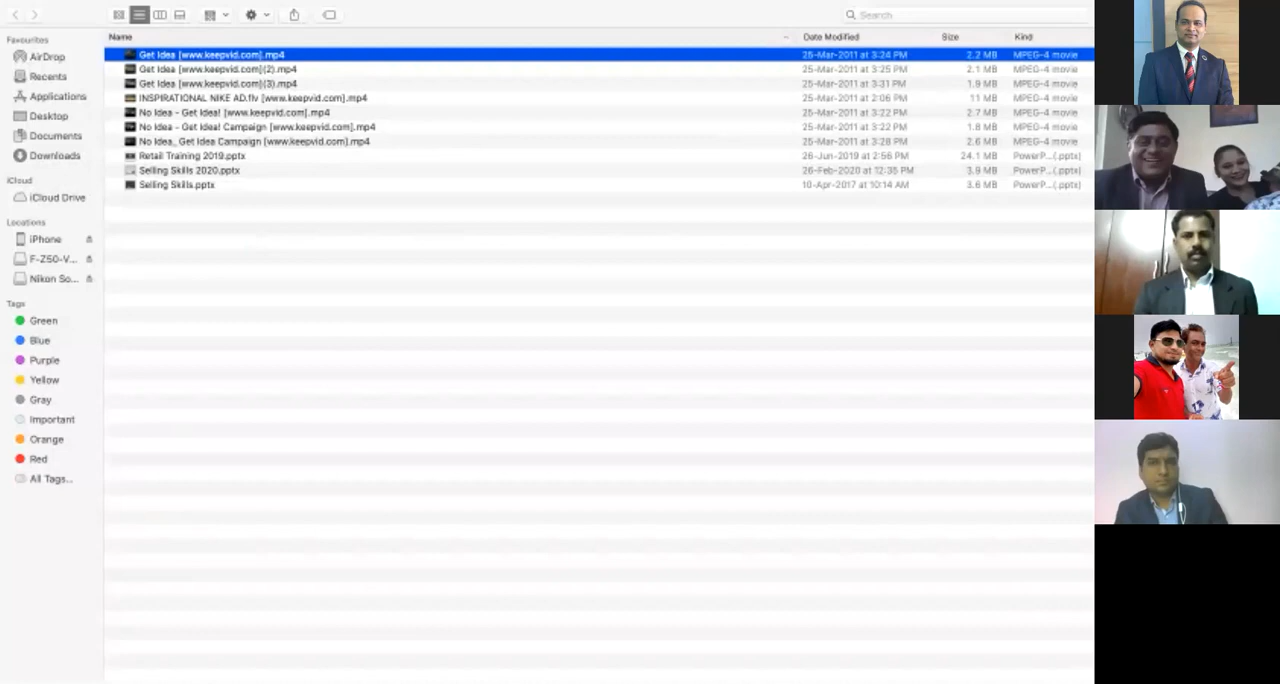 Search
Favourites
AirDrop
Recents
Applications
Desktop
Documents
Downloads
iCloud
iCloud Drive
Locations
iPhone
F-Z50-V...
Nikon So...
Tags
Green
Blue
Purple
Yellow
Gray
Important
Orange
Red
All Tags...
Name Date Modified Size Kind
Get Idea [www.keepvid.com].mp4 25-Mar-2011 at 3:24 PM 2.2 MB MPEG-4 movie
Get Idea [www.keepvid.com](2).mp4 25-Mar-2011 at 3:25 PM 2.1 MB MPEG-4 movie
Get Idea [www.keepvid.com](3).mp4 25-Mar-2011 at 3:31 PM 1.9 MB MPEG-4 movie
INSPIRATIONAL NIKE AD.flv [www.keepvid.com].mp4 25-Mar-2011 at 2:06 PM 11 MB MPEG-4 movie
No Idea - Get Idea! [www.keepvid.com].mp4 25-Mar-2011 at 3:22 PM 2.7 MB MPEG-4 movie
No Idea - Get Idea! Campaign [www.keepvid.com].mp4 25-Mar-2011 at 3:22 PM 1.8 MB MPEG-4 movie
No Idea_ Get Idea Campaign [www.keepvid.com].mp4 25-Mar-2011 at 3:28 PM 2.6 MB MPEG-4 movie
Retail Training 2019.pptx 26-Jun-2019 at 2:56 PM 24.1 MB PowerP...(.pptx)
Selling Skills 2020.pptx 26-Feb-2020 at 12:35 PM 3.9 MB PowerP...(.pptx)
Selling Skills.pptx 10-Apr-2017 at 10:14 AM 3.6 MB PowerP...(.pptx)